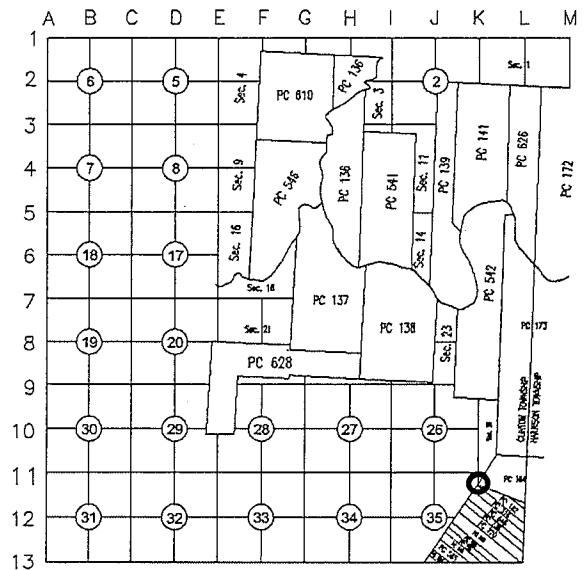 A B C D E F G H I J K L M
1
Sec. 1
PC 136
2 6 5 Sec. 4 PC 610 Sec. 3 2
PC 141 PC 626
3
4 7 8 Sec. 9 PC 546 PC 136 PC 541 Sec. 11 PC 139 PC 172
5
6 18 17 Sec. 16 Sec. 14
Sec. 16
PC 542
7
PC 137 PC 138 PC 173
Sec. 21 Sec. 23
8 19 20
PC 628
9
CLINTON TOWNSHIP
HARRISON TOWNSHIP
10 30 29 28 27 26
11
12 31 32 33 34 35
13